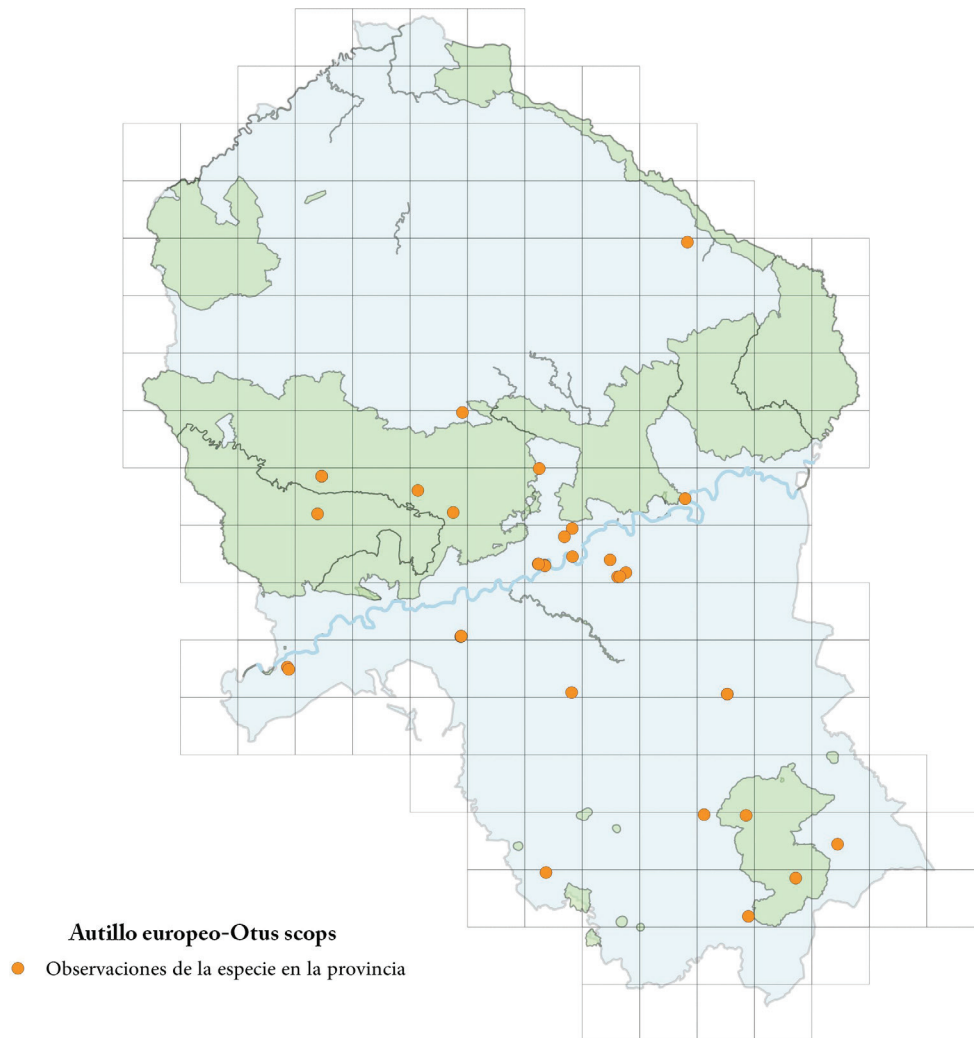 Autillo europeo-Otus scops
Observaciones de la especie en la provincia